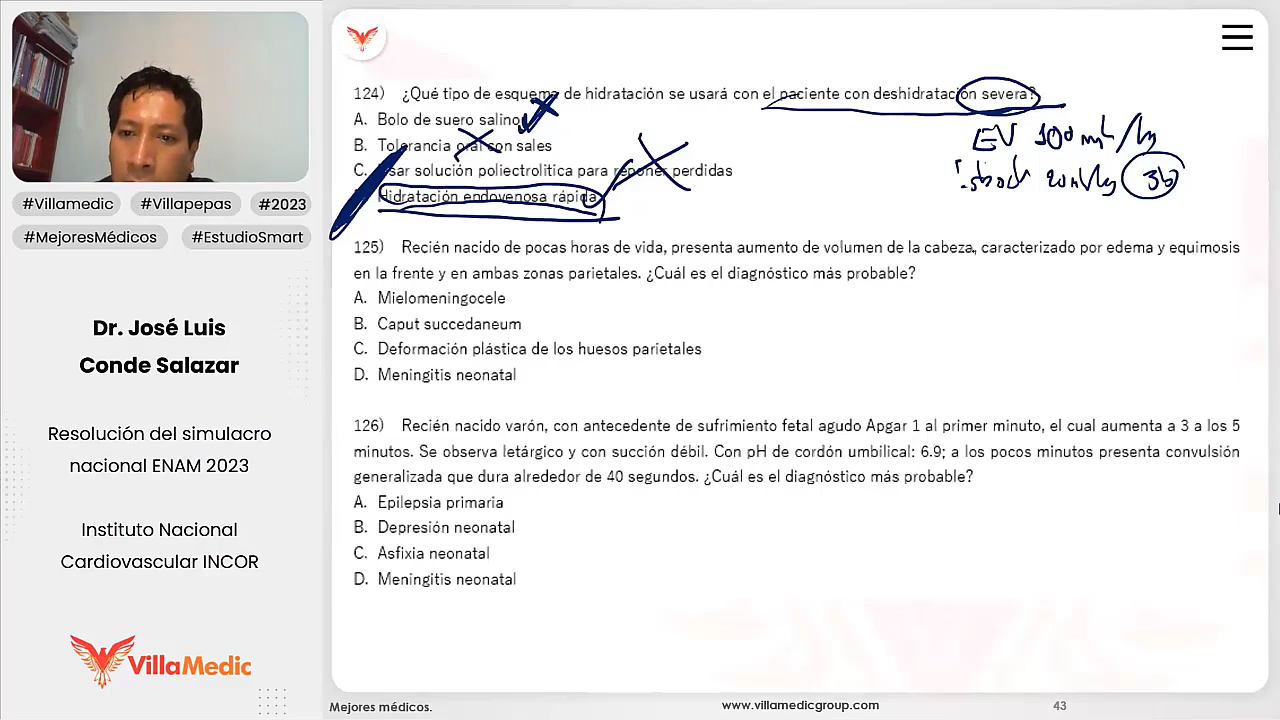 #Villamedic
#Villapepas
#2023
#MejoresMédicos
#EstudioSmart
Dr. José Luis
Conde Salazar
Resolución del simulacro
nacional ENAM 2023
Instituto Nacional
Cardiovascular INCOR
VillaMedic
124) ¿Qué tipo de esquema de hidratación se usará con el paciente con deshidratación severa?
A. Bolo de suero salino
B. Tolerancia oral con sales
C. Usar solución poliectrolitica para reponer perdidas
Hidratación endovenosa rápida
EV 100 ml/kg
shock 20ml/kg 3b
125) Recién nacido de pocas horas de vida, presenta aumento de volumen de la cabeza, caracterizado por edema y equimosis
en la frente y en ambas zonas parietales. ¿Cuál es el diagnóstico más probable?
A. Mielomeningocele
B. Caput succedaneum
C. Deformación plástica de los huesos parietales
D. Meningitis neonatal
126) Recién nacido varón, con antecedente de sufrimiento fetal agudo Apgar 1 al primer minuto, el cual aumenta a 3 a los 5
minutos. Se observa letárgico y con succión débil. Con pH de cordón umbilical: 6.9; a los pocos minutos presenta convulsión
generalizada que dura alrededor de 40 segundos. ¿Cuál es el diagnóstico más probable?
A. Epilepsia primaria
B. Depresión neonatal
C. Asfixia neonatal
D. Meningitis neonatal
Mejores médicos.
www.villamedicgroup.com
43